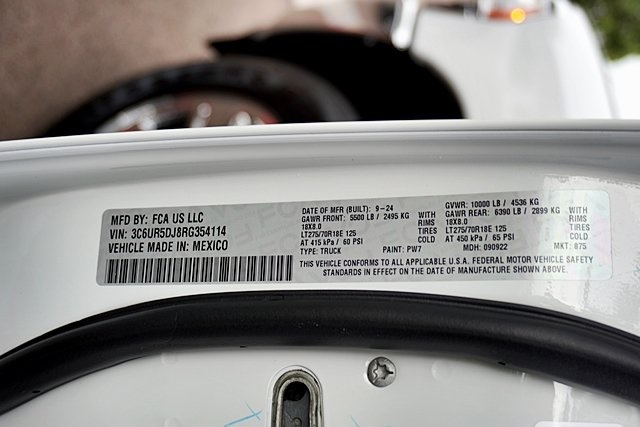 MFD BY: FCA US LLC
VIN: 3C6UR5DJ8RG354114
VEHICLE MADE IN: MEXICO
DATE OF MFR (BUILT): 9-24
GAWR FRONT: 5500 LB / 2495 KG WITH
18X8.0 RIMS
LT275/70R18E 125 TIRES
AT 415 kPa / 60 PSI COLD
TYPE: TRUCK PAINT: PW7
GVWR: 10000 LB / 4536 KG
GAWR REAR: 6390 LB / 2899 KG WITH
18X8.0 RIMS
LT275/70R18E 125 TIRES
AT 450 kPa / 65 PSI COLD
MDH: 090922 MKT: 875
THIS VEHICLE CONFORMS TO ALL APPLICABLE U.S.A. FEDERAL MOTOR VEHICLE SAFETY
STANDARDS IN EFFECT ON THE DATE OF MANUFACTURE SHOWN ABOVE.